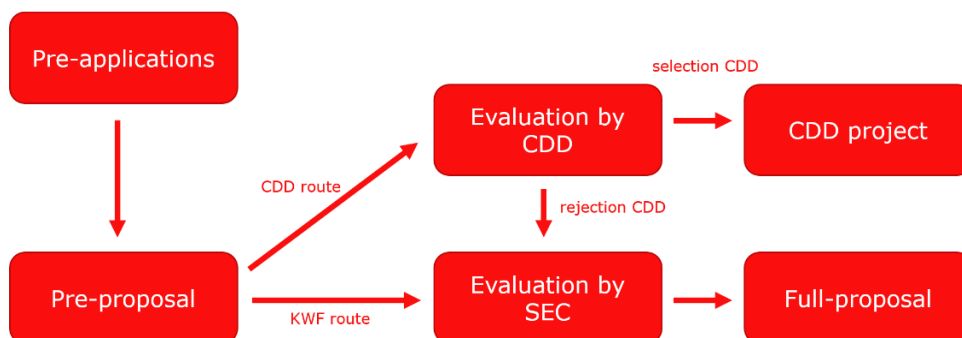 Pre-applications
selection CDD
Evaluation by
CDD
CDD project
CDD route
rejection CDD
Pre-proposal
KWF route
Evaluation by
SEC
Full-proposal